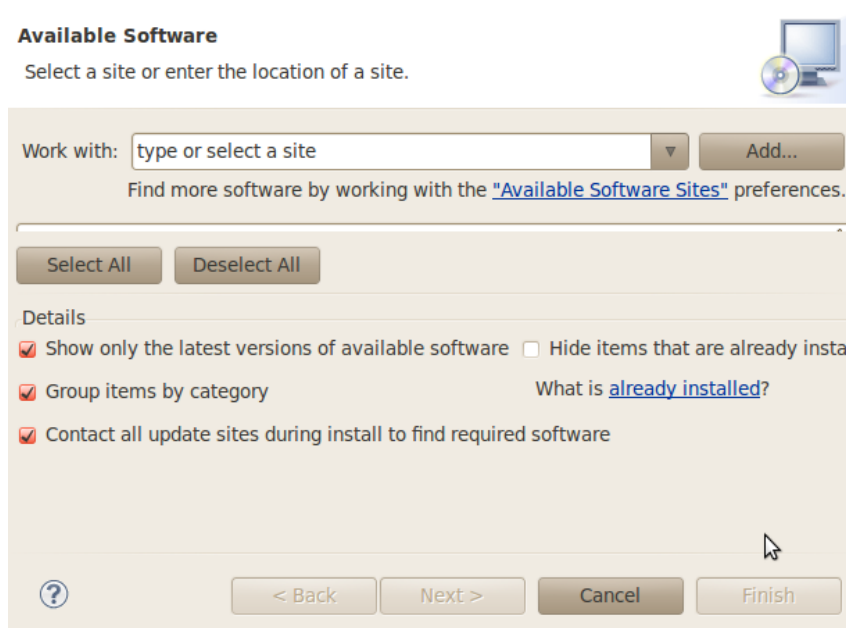 Available Software
Select a site or enter the location of a site.
Work with: type or select a site Add...
Find more software by working with the "Available Software Sites" preferences.
Select All Deselect All
Details
Show only the latest versions of available software Hide items that are already insta
Group items by category What is already installed?
Contact all update sites during install to find required software
? < Back Next > Cancel Finish